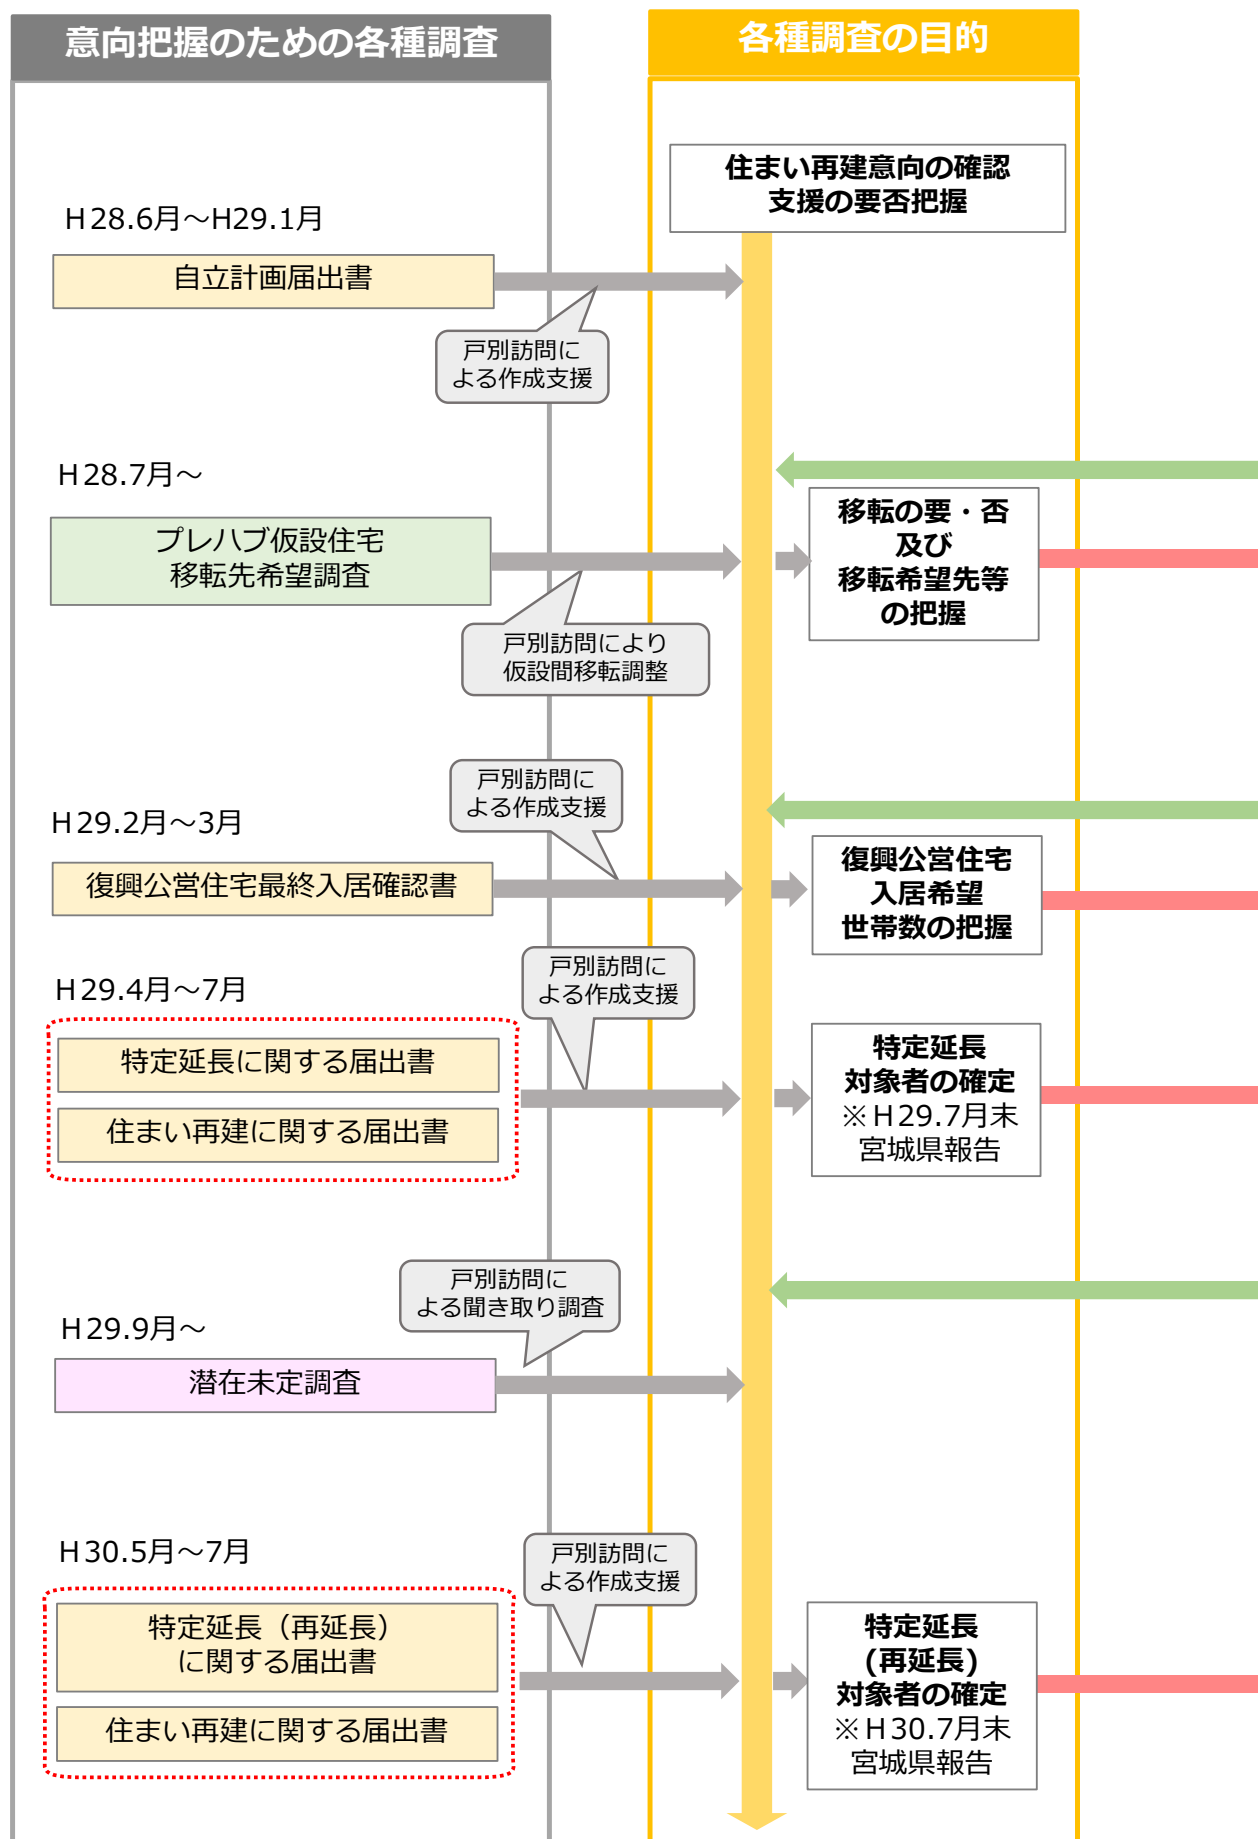 意向把握のための各種調査
各種調査の目的
住まい再建意向の確認
支援の要否把握
H28.6月～H29.1月
自立計画届出書
戸別訪問に
よる作成支援
H28.7月～
プレハブ仮設住宅
移転先希望調査
移転の要・否
及び
移転希望先等
の把握
戸別訪問により
仮設間移転調整
戸別訪問に
よる作成支援
H29.2月～3月
復興公営住宅最終入居確認書
復興公営住宅
入居希望
世帯数の把握
戸別訪問に
よる作成支援
H29.4月～7月
特定延長に関する届出書
住まい再建に関する届出書
特定延長
対象者の確定
※H29.7月末
宮城県報告
戸別訪問に
よる聞き取り調査
H29.9月～
潜在未定調査
H30.5月～7月
戸別訪問に
よる作成支援
特定延長（再延長）
に関する届出書
住まい再建に関する届出書
特定延長
(再延長)
対象者の確定
※H30.7月末
宮城県報告